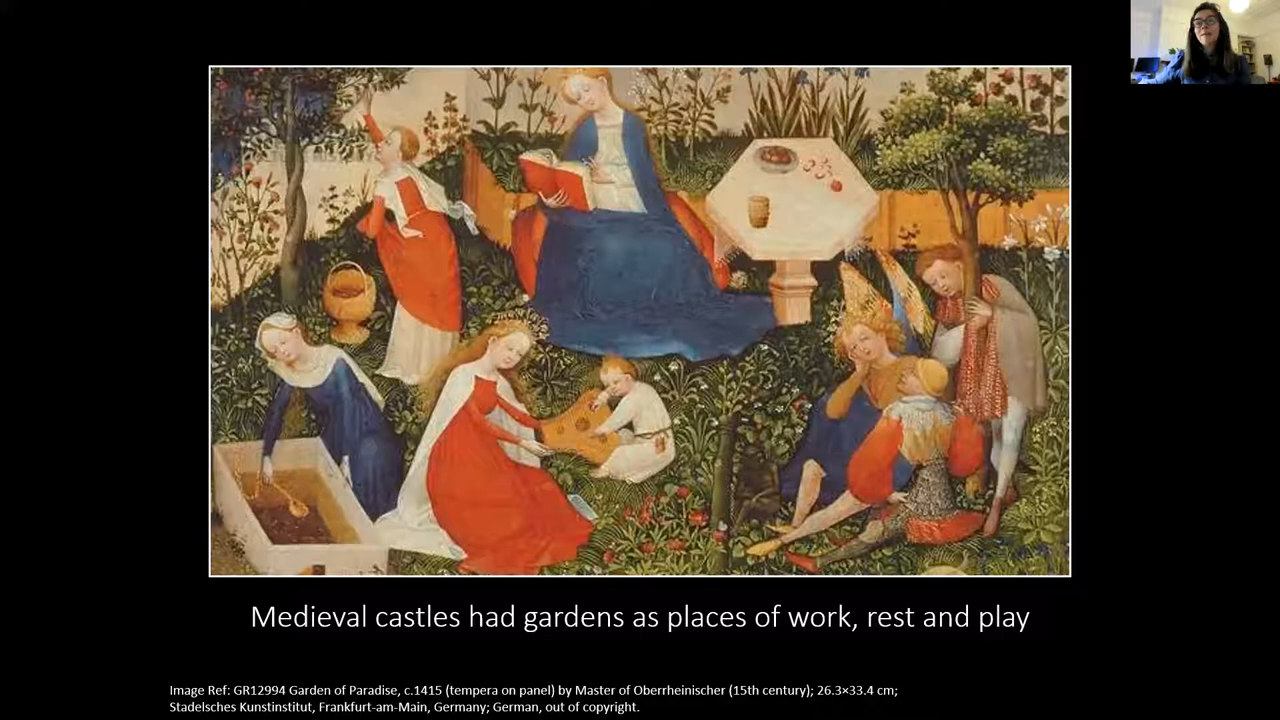 Medieval castles had gardens as places of work, rest and play
Image Ref: GR12994 Garden of Paradise, c.1415 (tempera on panel) by Master of Oberrheinischer (15th century); 26.3×33.4 cm;
Stadelsches Kunstinstitut, Frankfurt-am-Main, Germany; German, out of copyright.